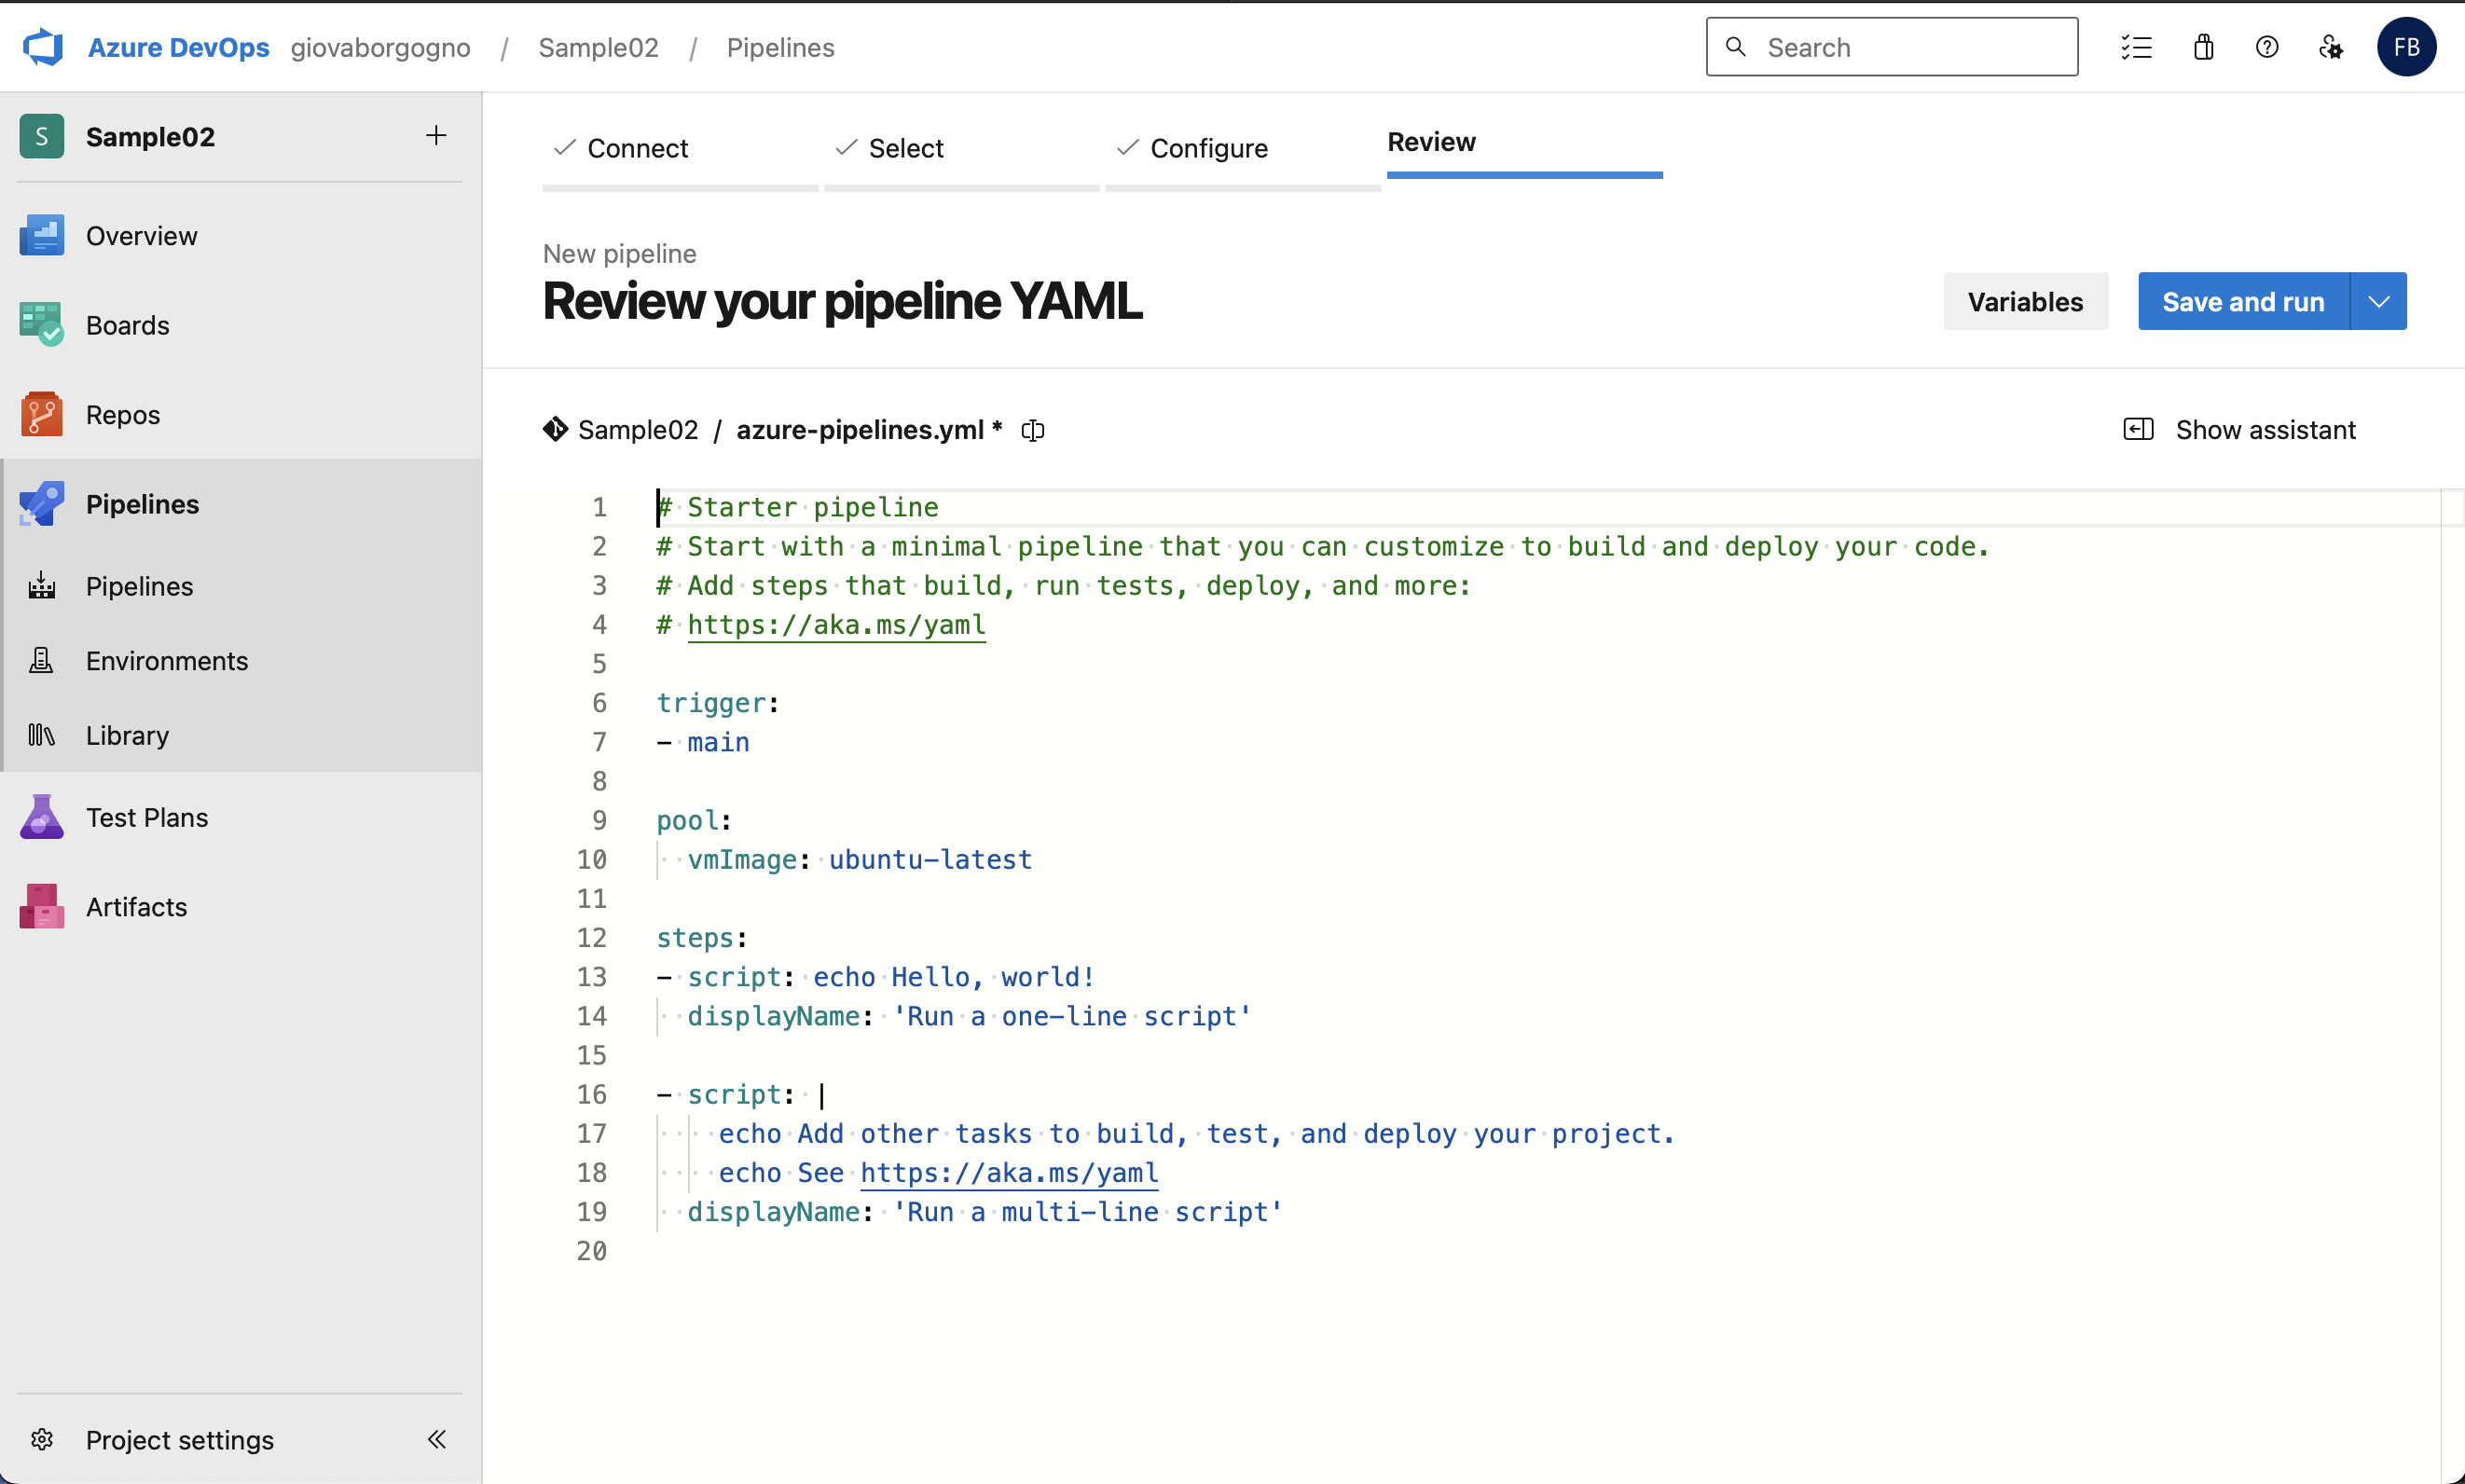 Azure DevOps giovaborgogno / Sample02 / Pipelines
Search
FB
S Sample02
Overview
Boards
Repos
Pipelines
Pipelines
Environments
Library
Test Plans
Artifacts
Project settings
Connect
Select
Configure
Review
New pipeline
Review your pipeline YAML
Variables
Save and run
Sample02 / azure-pipelines.yml *
Show assistant
1 # Starter pipeline
2 # Start with a minimal pipeline that you can customize to build and deploy your code.
3 # Add steps that build, run tests, deploy, and more:
4 # https://aka.ms/yaml
5
6 trigger:
7 - main
8
9 pool:
10   vmImage: ubuntu-latest
11
12 steps:
13 - script: echo Hello, world!
14   displayName: 'Run a one-line script'
15
16 - script: |
17     echo Add other tasks to build, test, and deploy your project.
18     echo See https://aka.ms/yaml
19   displayName: 'Run a multi-line script'
20